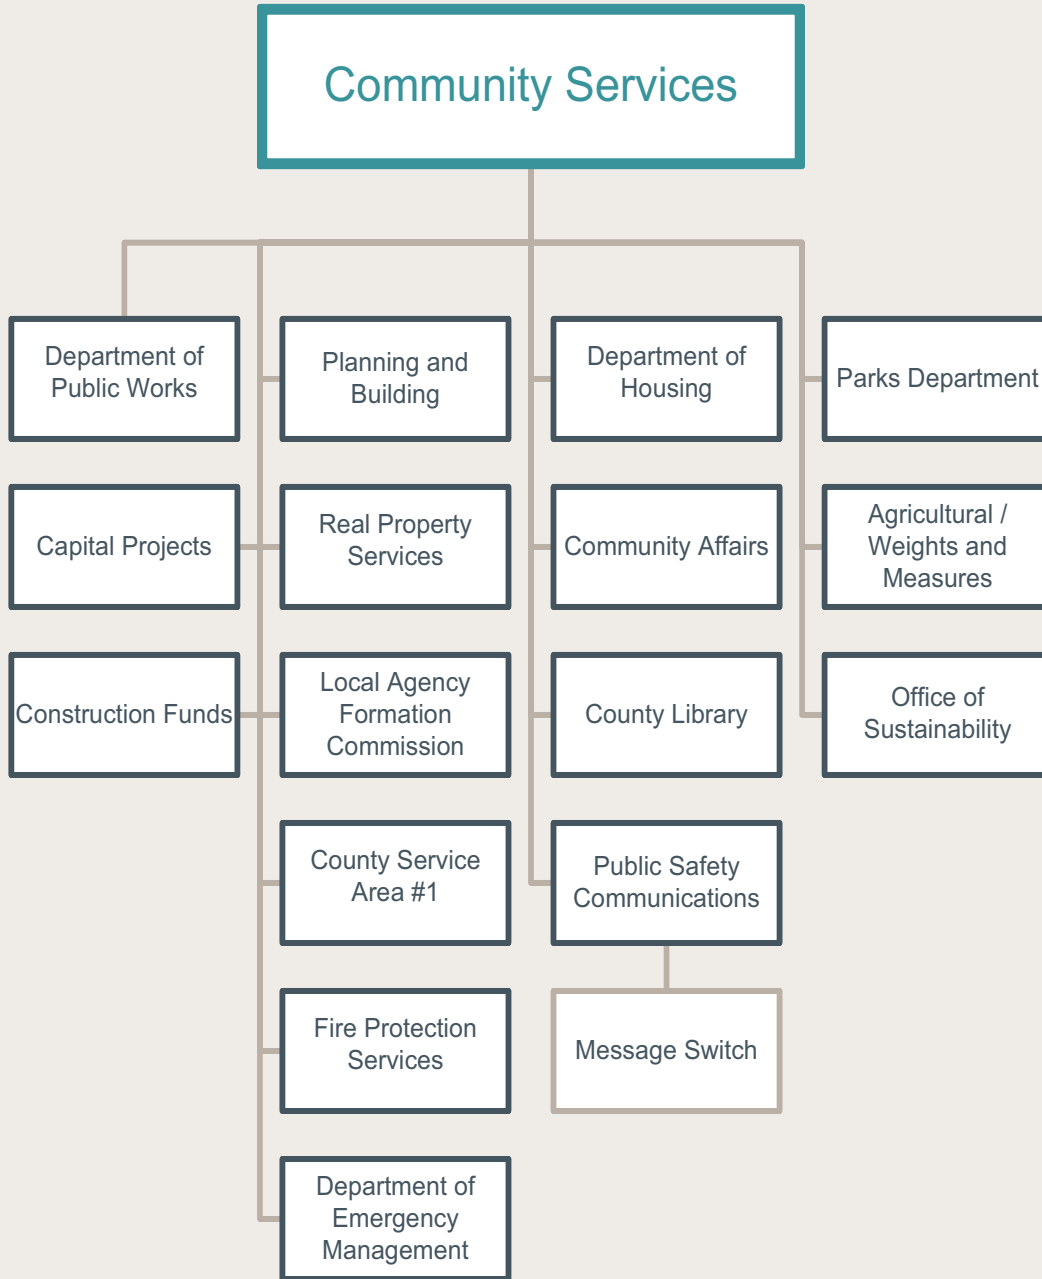 Community Services
Department of
Public Works
Planning and
Building
Department of
Housing
Parks Department
Capital Projects
Real Property
Services
Community Affairs
Agricultural /
Weights and
Measures
Construction Funds
Local Agency
Formation
Commission
County Library
Office of
Sustainability
County Service
Area #1
Public Safety
Communications
Fire Protection
Services
Message Switch
Department of
Emergency
Management